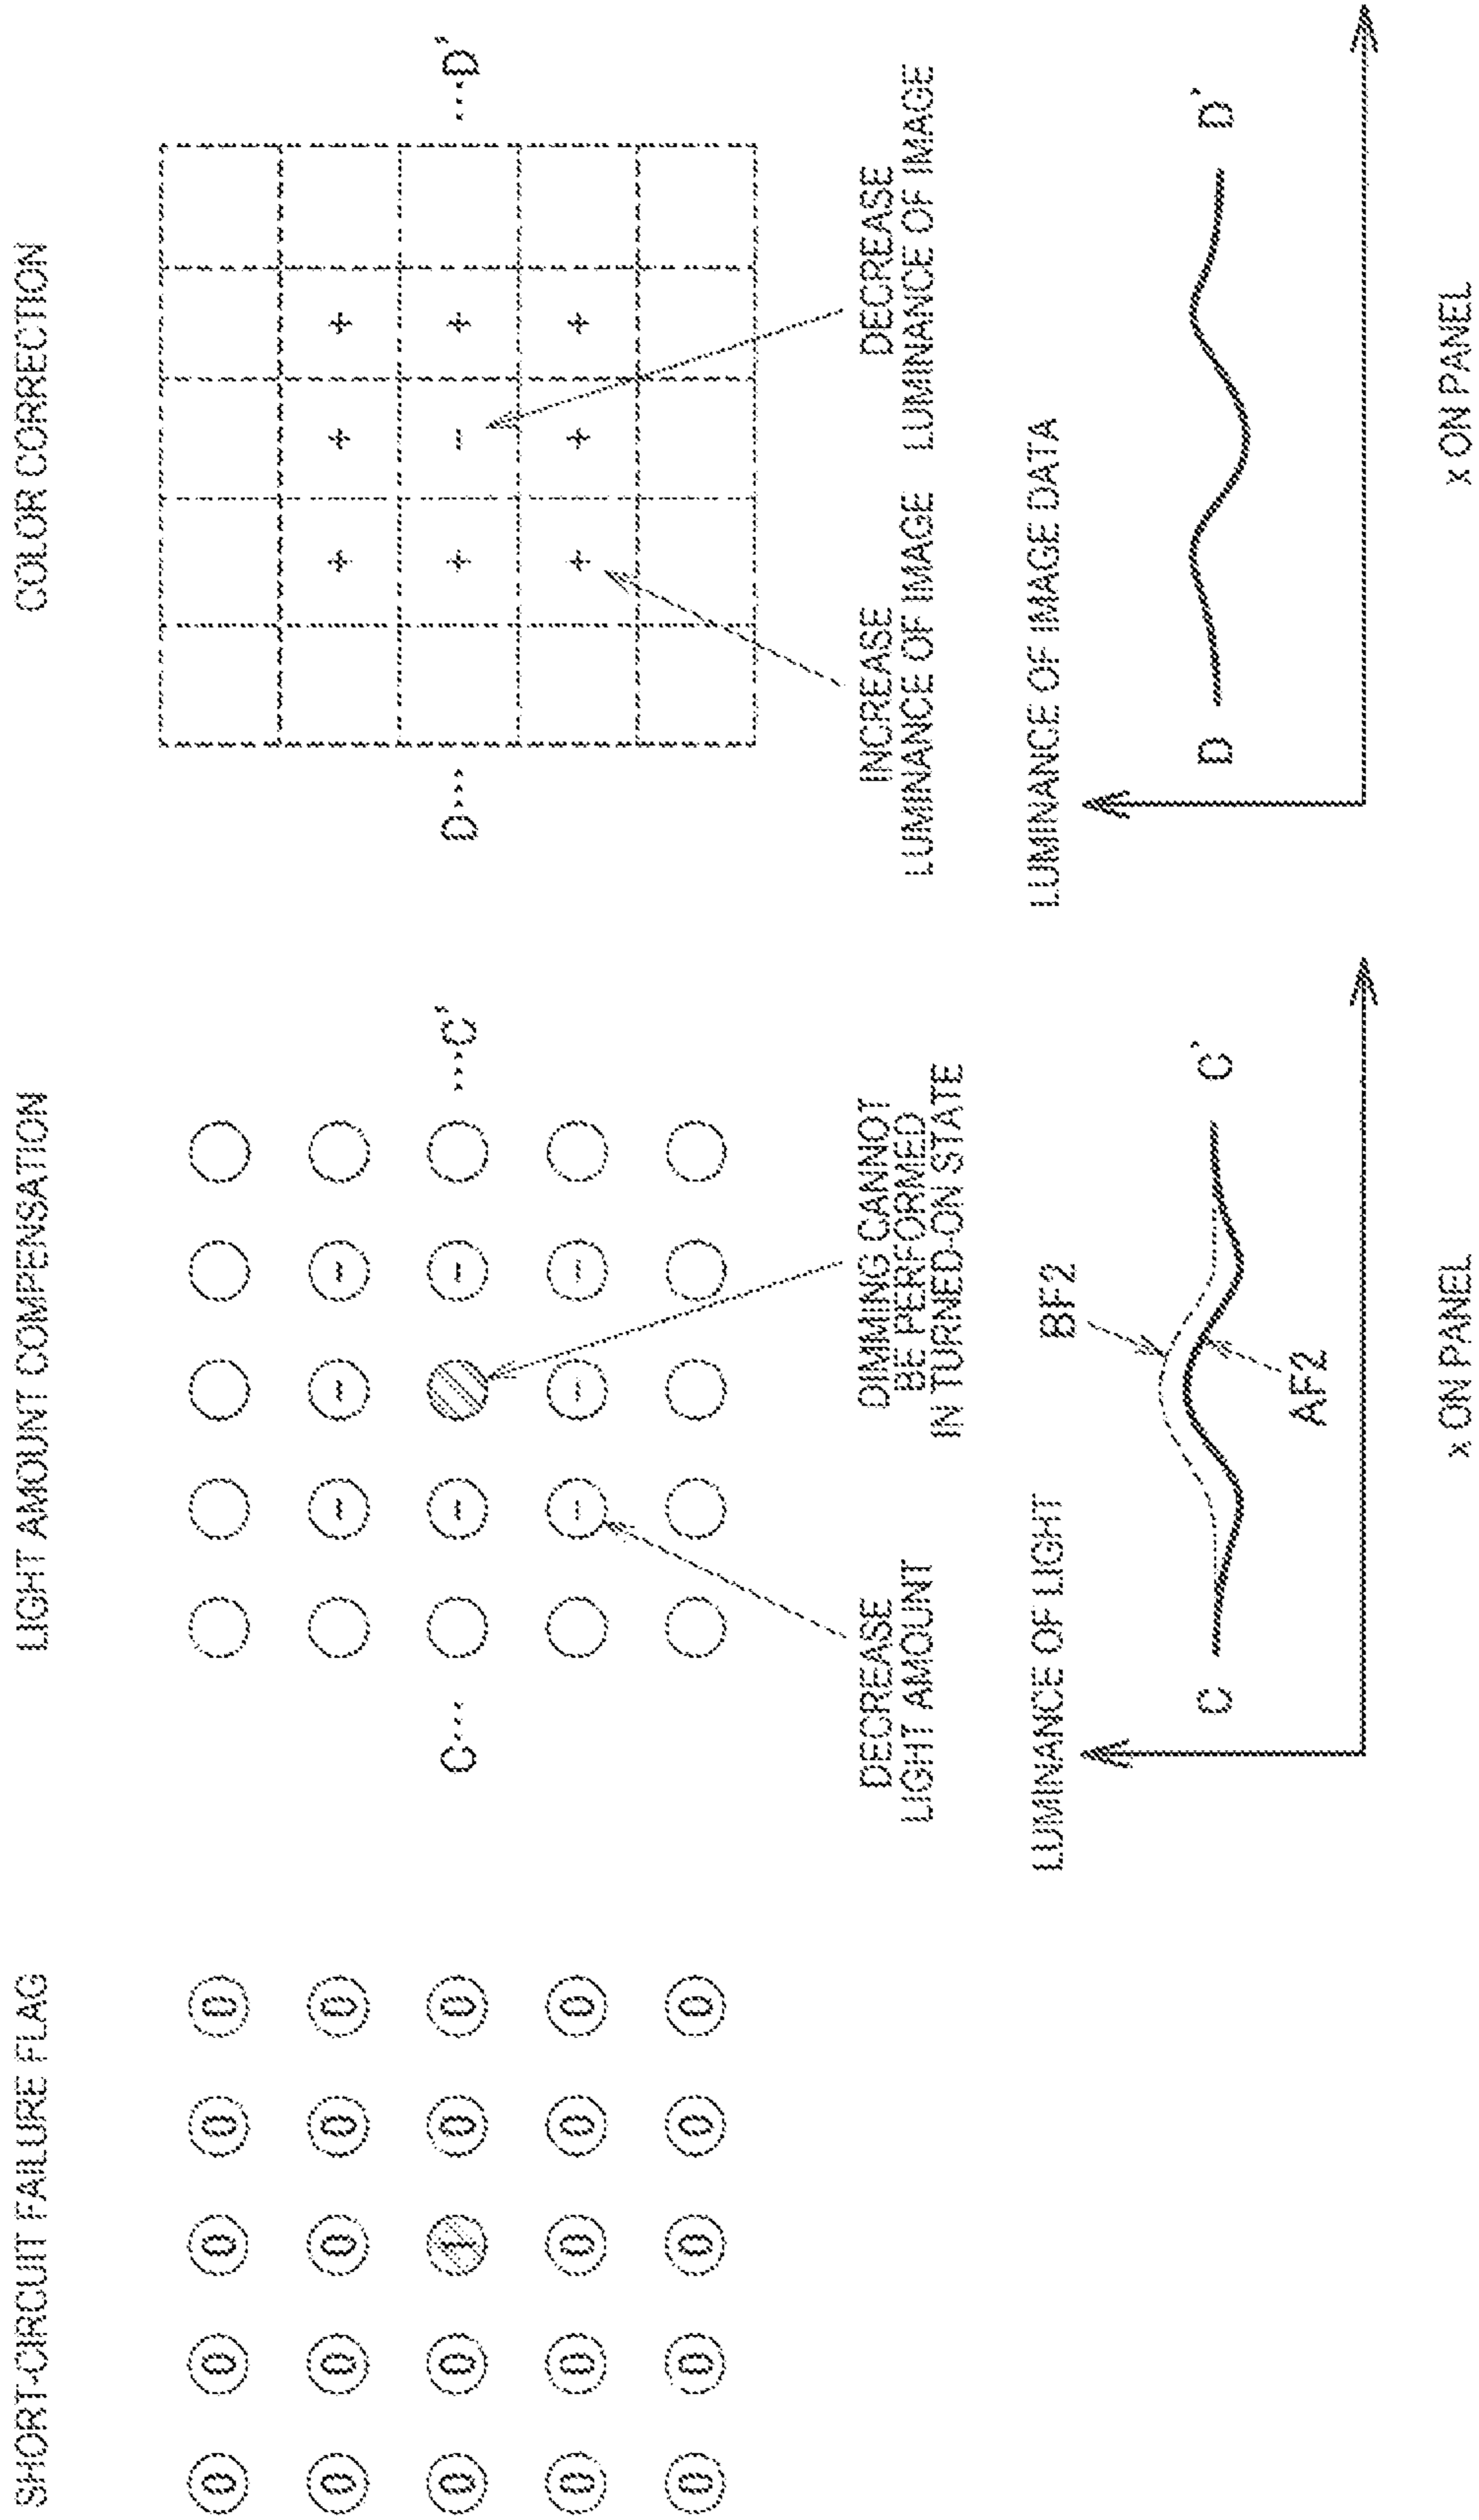 SHORT-CIRCUIT FAILURE FLAG
0 0 0 0 0
0 0 0 0 0
0 0 1 0 0
0 0 0 0 0
0 0 0 0 0
LIGHT AMOUNT COMPENSATION
- - -
C··· - - ···C'
- - -
DECREASE
LIGHT AMOUNT
DIMMING CANNOT
BE PERFORMED
IN TURNED-ON STATE
LUMINANCE OF LIGHT
BF2
C C'
AF2
x ON PANEL
COLOR CORRECTION
+ + +
D··· + - + ···D'
+ + +
INCREASE
LUMINANCE OF IMAGE
DECREASE
LUMINANCE OF IMAGE
LUMINANCE OF IMAGE DATA
D D'
x ON PANEL